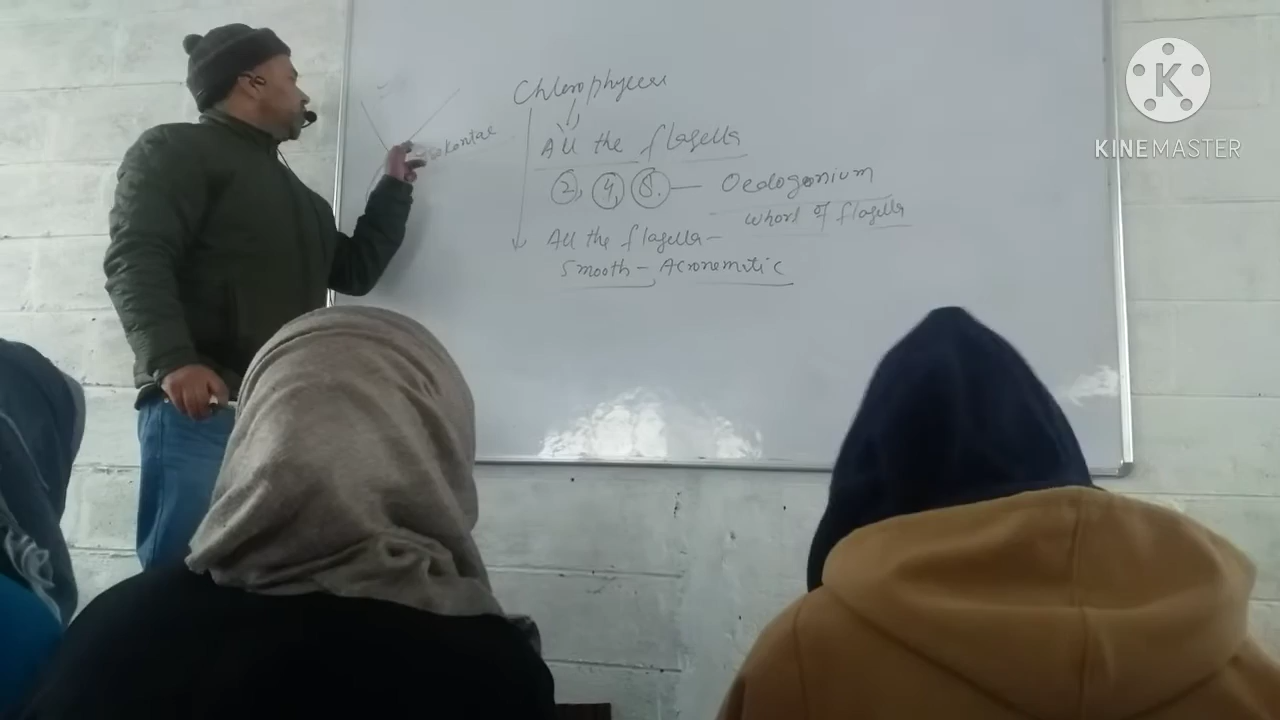 Chlorophyceae
All the flagella
2, 4, 8. — Oedogonium
whorl of flagella
All the flagella -
Smooth - Acronematic
K
KINEMASTER